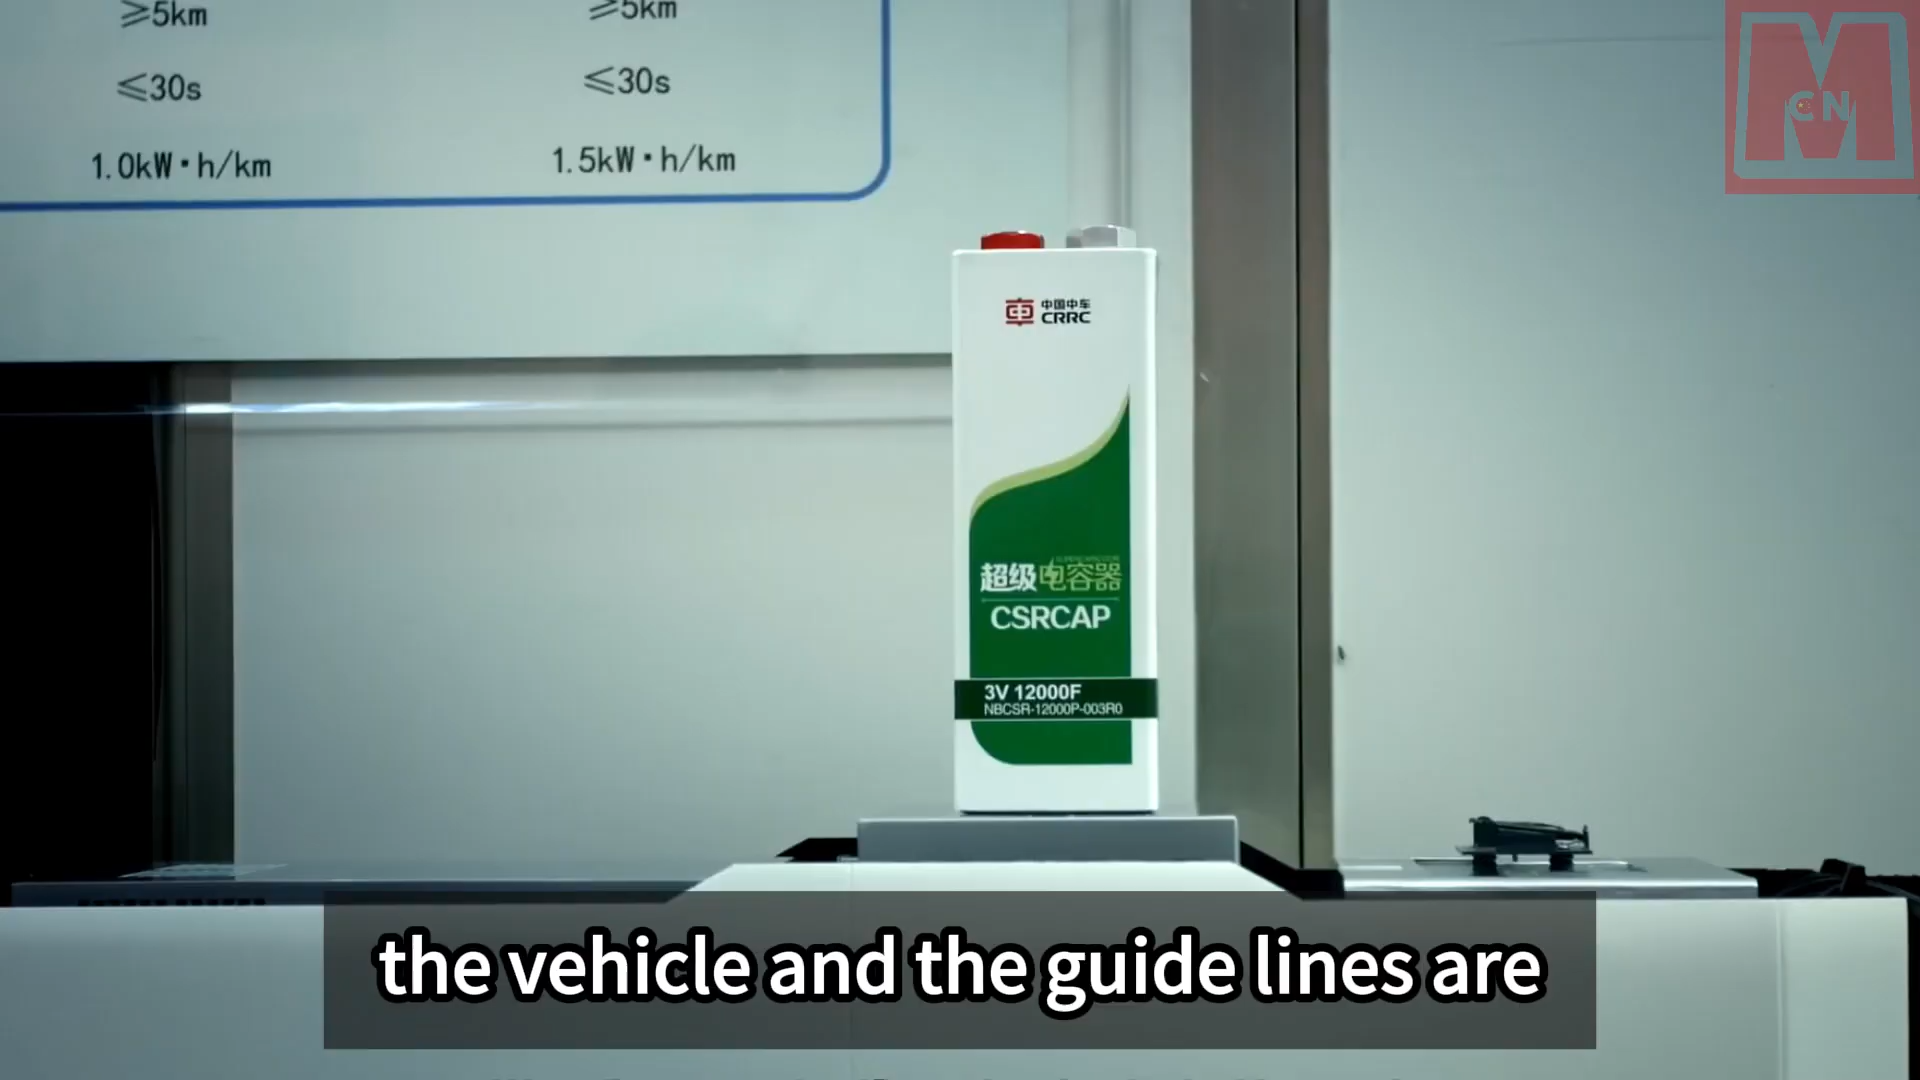 ≥5km ≥5km
≤30s ≤30s
1.0kW·h/km 1.5kW·h/km
M
CN
中国中车
CRRC
超级电容器
CSRCAP
3V 12000F
NBCSR-12000P-003R0
the vehicle and the guide lines are